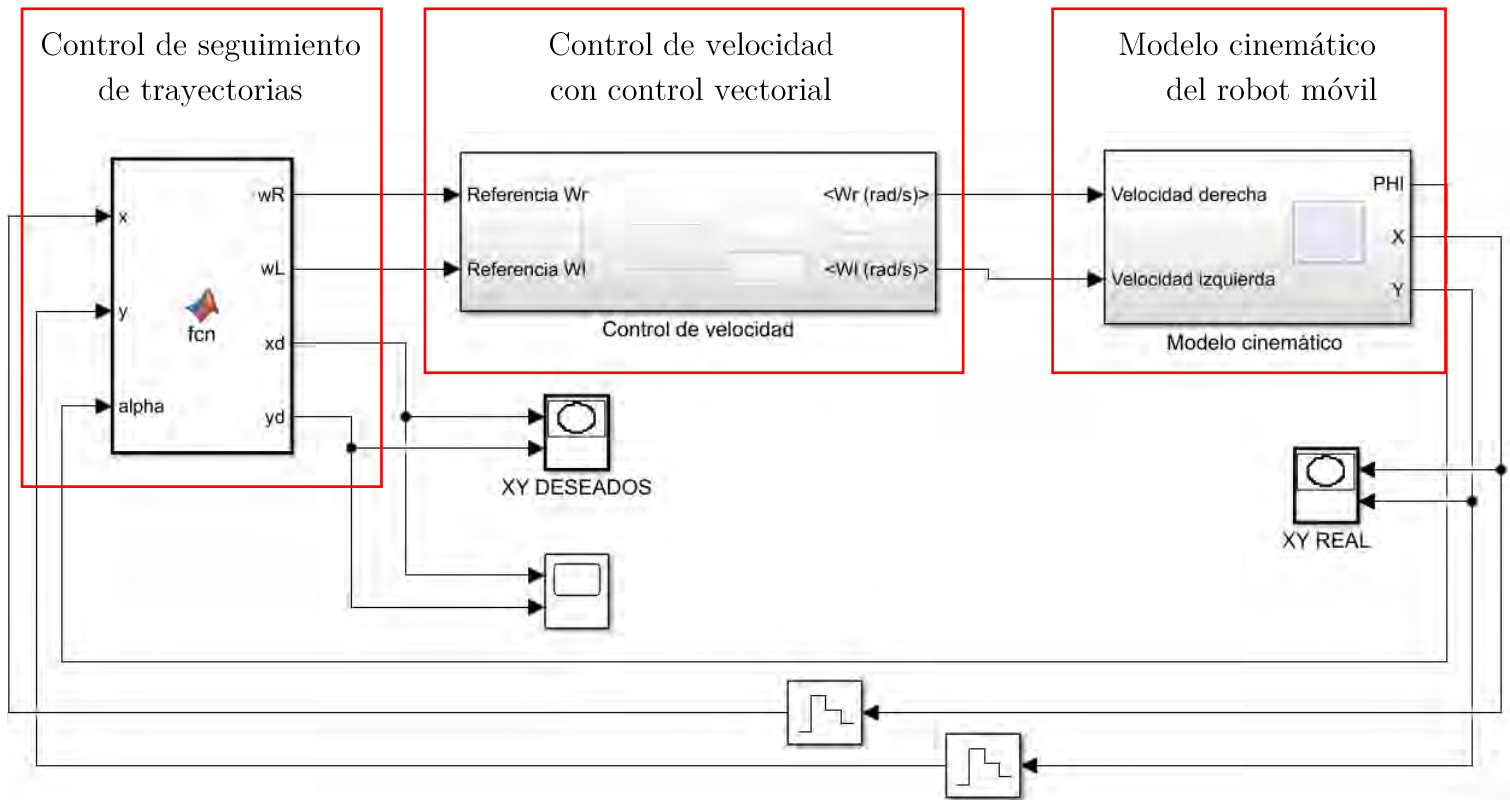 Control de seguimiento
de trayectorias
Control de velocidad
con control vectorial
Modelo cinemático
del robot móvil
x
y
alpha
wR
wL
xd
yd
fcn
Referencia Wr
Referencia Wl
<Wr (rad/s)>
<Wl (rad/s)>
Control de velocidad
Velocidad derecha
Velocidad izquierda
PHI
X
Y
Modelo cinemático
XY DESEADOS
XY REAL